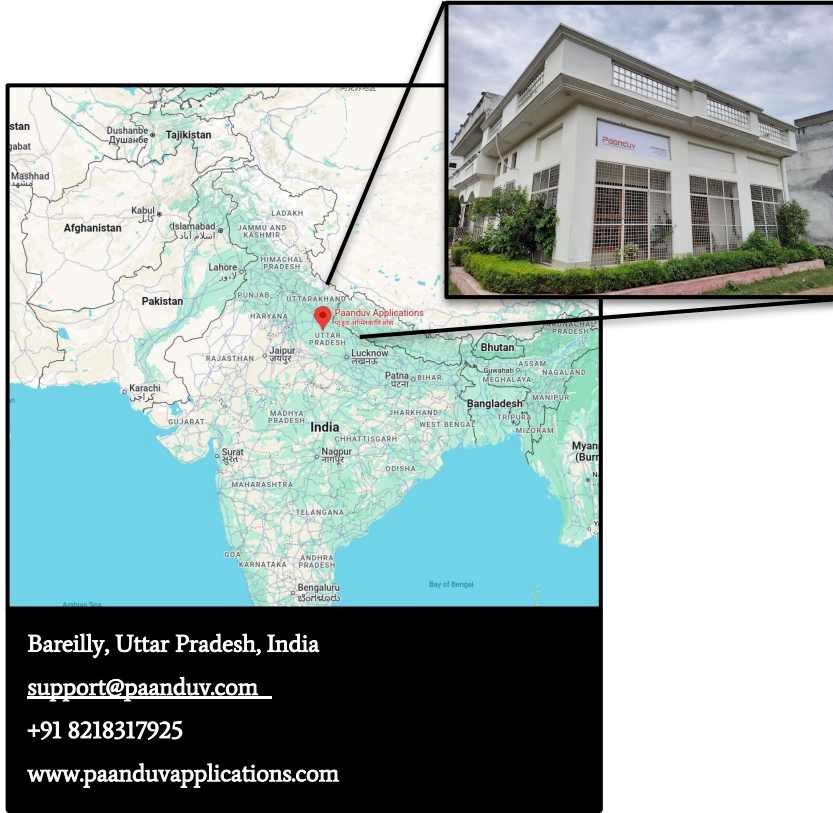 Paanduv
stan
gabat
Dushanbe
Душанбе
Tajikistan
Mashhad
مشهد
Kabul
کابل
Afghanistan
Islamabad
اسلام آباد
LADAKH
JAMMU AND
KASHMIR
HIMACHAL
PRADESH
Lahore
لاہور
PUNJAB
UTTARAKHAND
Pakistan
HARYANA
Paanduv Applications
UTTAR
PRADESH
ARUNACHAL
PRADESH
RAJASTHAN
Jaipur
जयपुर
Lucknow
लखनऊ
Bhutan
ASSAM
NAGALAND
Guwahati
MEGHALAYA
Patna
पटना
BIHAR
Karachi
کراچی
MANIPUR
Bangladesh
TRIPURA
GUJARAT
MADHYA
PRADESH
JHARKHAND
WEST BENGAL
MIZORAM
India
CHHATTISGARH
Myan
(Burn
Surat
सुरत
Nagpur
नागपूर
ODISHA
MAHARASHTRA
TELANGANA
GOA
KARNATAKA
ANDHRA
PRADESH
Bengaluru
ಬೆಂಗಳೂರು
Bay of Bengal
Arabian Sea
Bareilly, Uttar Pradesh, India
support@paanduv.com
+91 8218317925
www.paanduvapplications.com